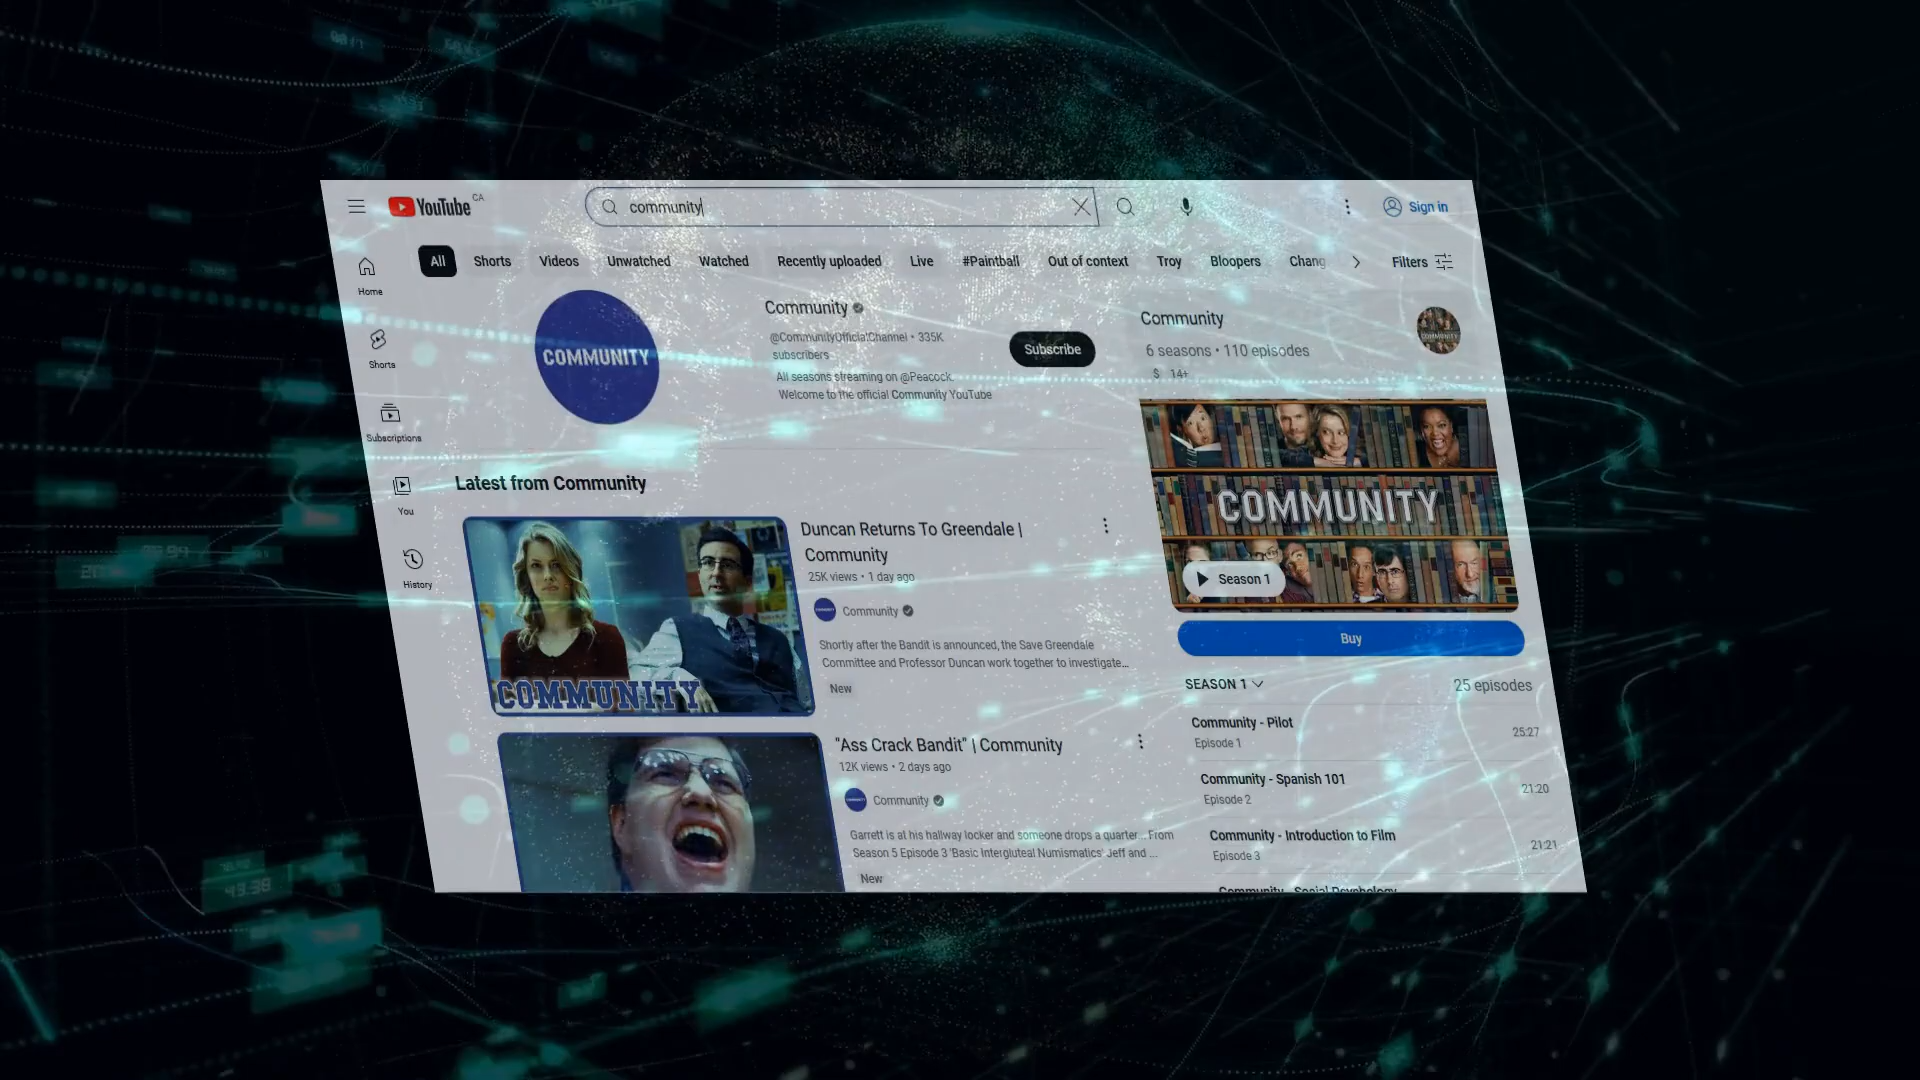 YouTube CA
community
Sign in
All Shorts Videos Unwatched Watched Recently uploaded Live #Paintball Out of context Troy Bloopers Chang Filters
Home
Shorts
Subscriptions
You
History
COMMUNITY
Community
@CommunityOfficialChannel • 335K
subscribers
All seasons streaming on @Peacock.
Welcome to the official Community YouTube
Subscribe
Latest from Community
COMMUNITY
Duncan Returns To Greendale |
Community
25K views • 1 day ago
Community
Shortly after the Bandit is announced, the Save Greendale
Committee and Professor Duncan work together to investigate...
New
"Ass Crack Bandit" | Community
12K views • 2 days ago
Community
Garrett is at his hallway locker and someone drops a quarter... From
Season 5 Episode 3 'Basic Intergluteal Numismatics' Jeff and ...
New
Community
6 seasons • 110 episodes
$ 14+
COMMUNITY
Season 1
Buy
SEASON 1 25 episodes
Community - Pilot
Episode 1
25:27
Community - Spanish 101
Episode 2
21:20
Community - Introduction to Film
Episode 3
21:21
Community - Social Psychology
43.38